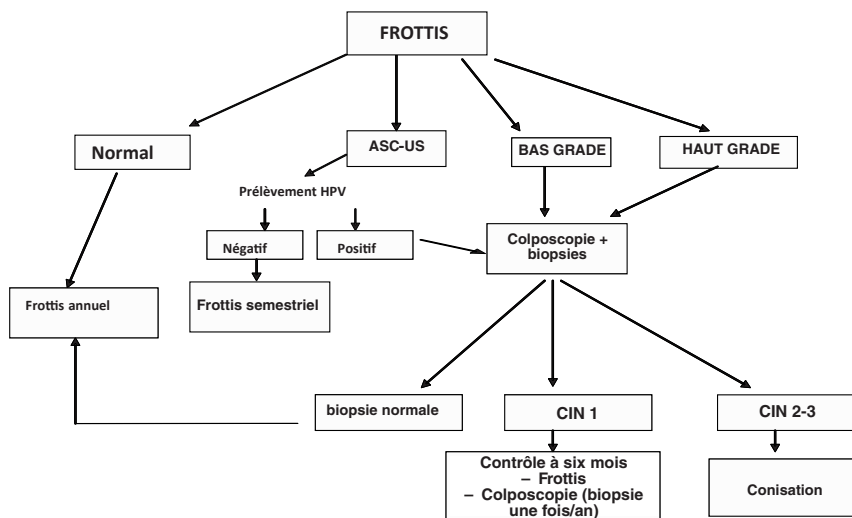 FROTTIS
Normal
ASC-US
BAS GRADE
HAUT GRADE
Prélèvement HPV
Négatif
Positif
Colposcopie +
biopsies
Frottis annuel
Frottis semestriel
biopsie normale
CIN 1
CIN 2-3
Contrôle à six mois
– Frottis
– Colposcopie (biopsie
une fois/an)
Conisation